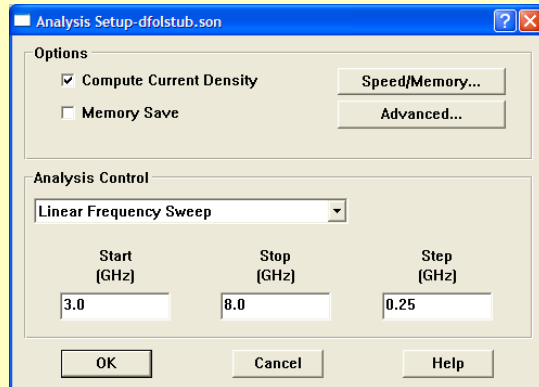 Analysis Setup-dfolstub.son
Options
Compute Current Density
Speed/Memory...
Memory Save
Advanced...
Analysis Control
Linear Frequency Sweep
Start Stop Step
(GHz) (GHz) (GHz)
3.0 8.0 0.25
OK Cancel Help